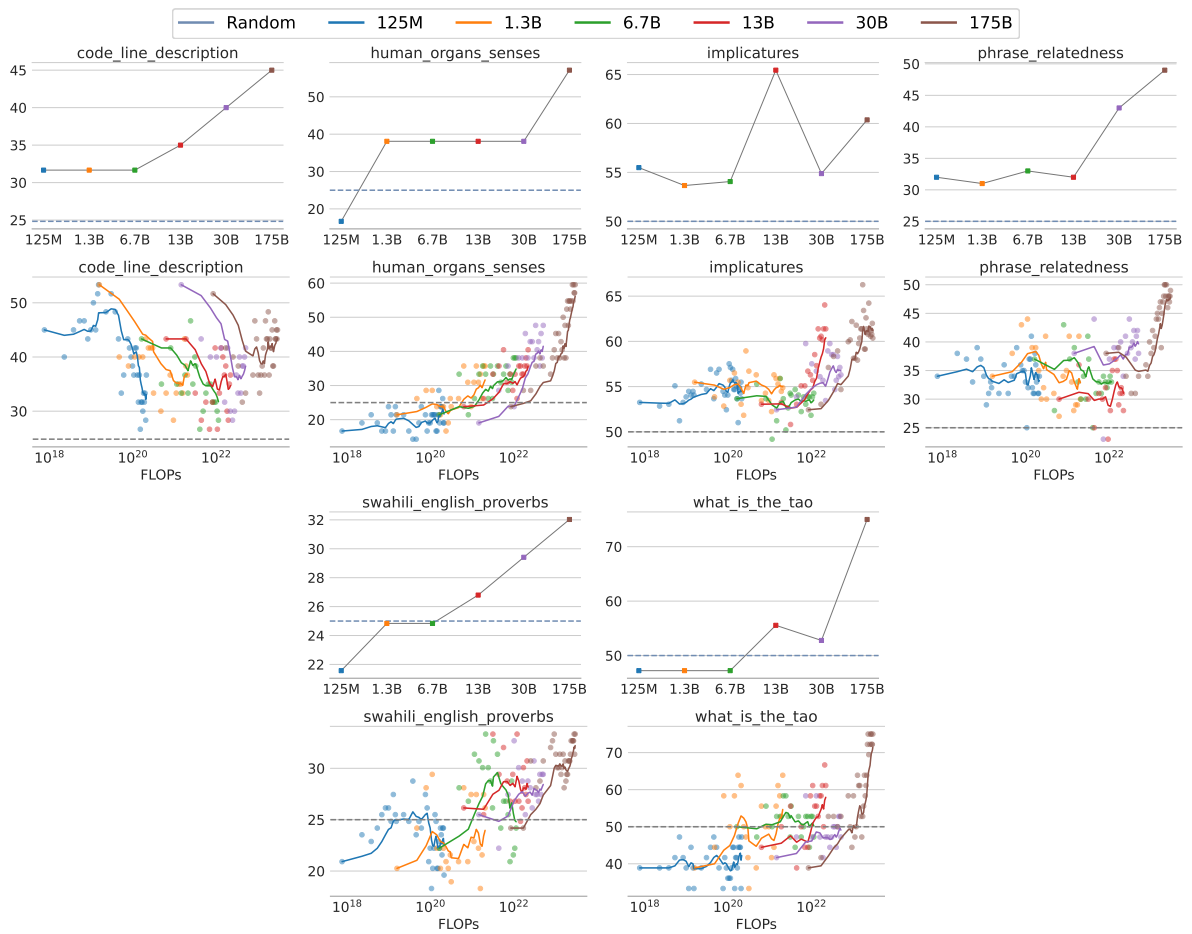 Random 125M 1.3B 6.7B 13B 30B 175B
code_line_description human_organs_senses implicatures phrase_relatedness
45
40
35
30
25
125M 1.3B 6.7B 13B 30B 175B
50
40
30
20
125M 1.3B 6.7B 13B 30B 175B
65
60
55
50
125M 1.3B 6.7B 13B 30B 175B
50
45
40
35
30
25
125M 1.3B 6.7B 13B 30B 175B
code_line_description human_organs_senses implicatures phrase_relatedness
50
40
30
10^18 10^20 10^22
FLOPs
60
50
40
30
20
10^18 10^20 10^22
FLOPs
65
60
55
50
10^18 10^20 10^22
FLOPs
50
45
40
35
30
25
10^18 10^20 10^22
FLOPs
swahili_english_proverbs what_is_the_tao
32
30
28
26
24
22
125M 1.3B 6.7B 13B 30B 175B
70
60
50
125M 1.3B 6.7B 13B 30B 175B
swahili_english_proverbs what_is_the_tao
30
25
20
10^18 10^20 10^22
FLOPs
70
60
50
40
10^18 10^20 10^22
FLOPs